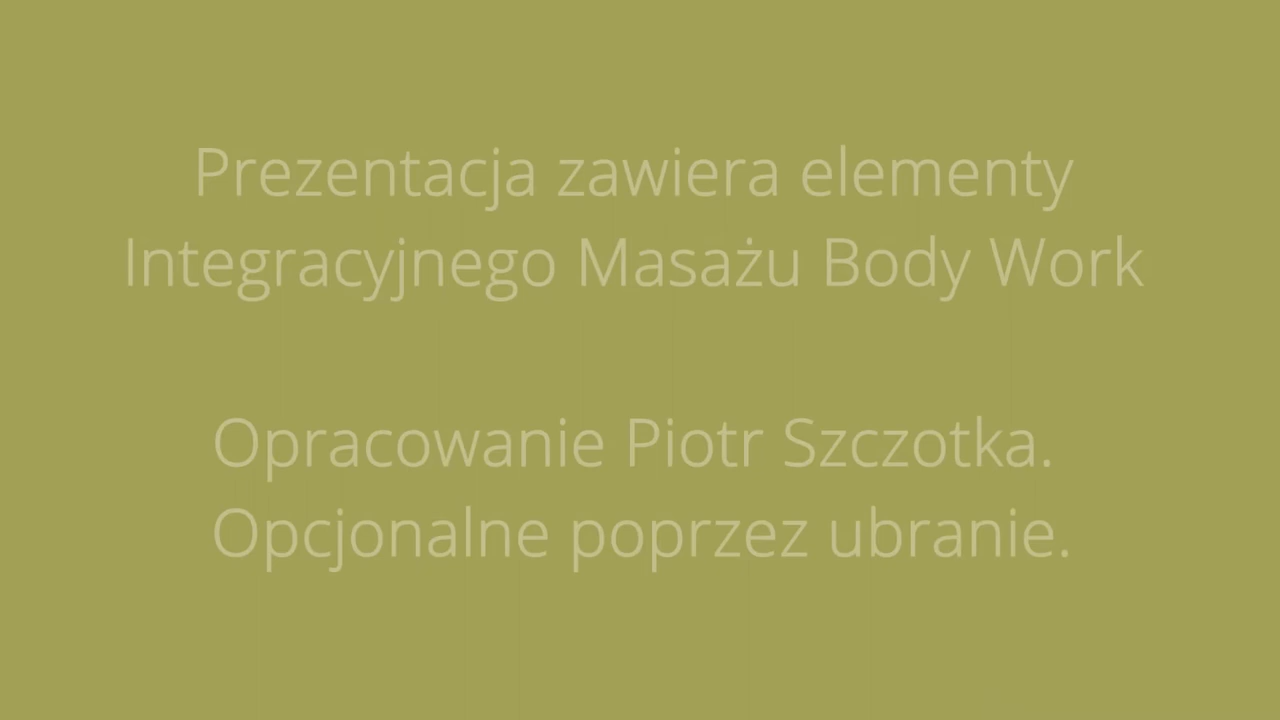 Prezentacja zawiera elementy
Integracyjnego Masażu Body Work
Opracowanie Piotr Szczotka.
Opcjonalne poprzez ubranie.